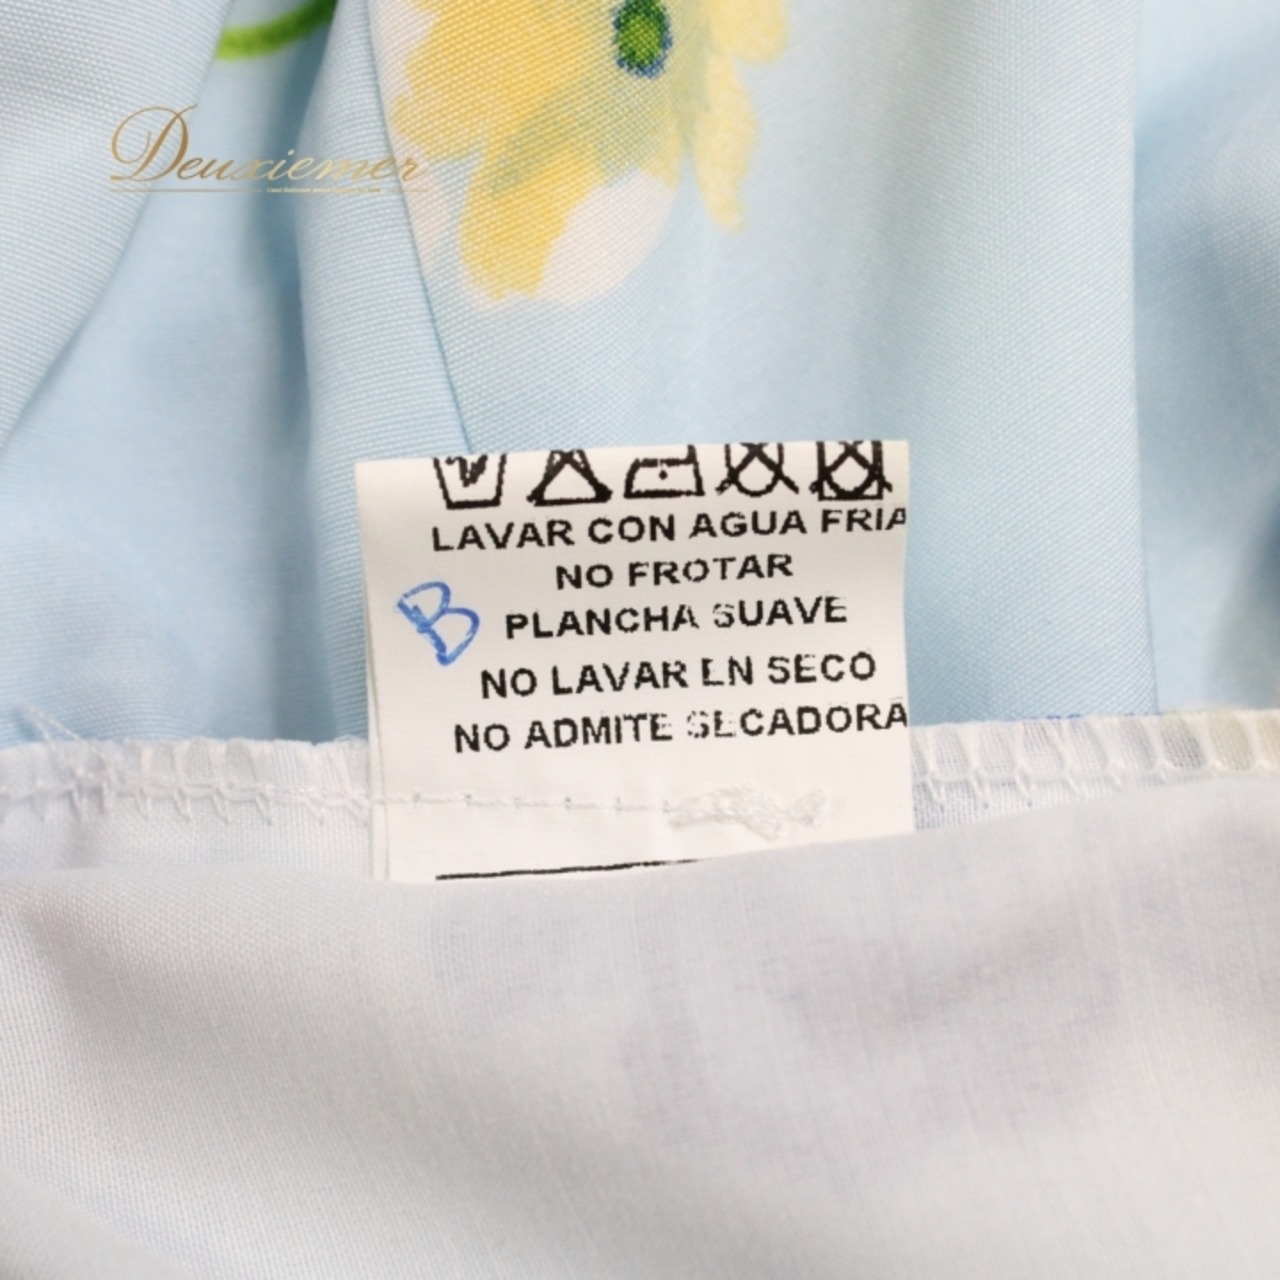 Deuxiemer
LAVAR CON AGUA FRIA
NO FROTAR
B
PLANCHA SUAVE
NO LAVAR EN SECO
NO ADMITE SECADORA